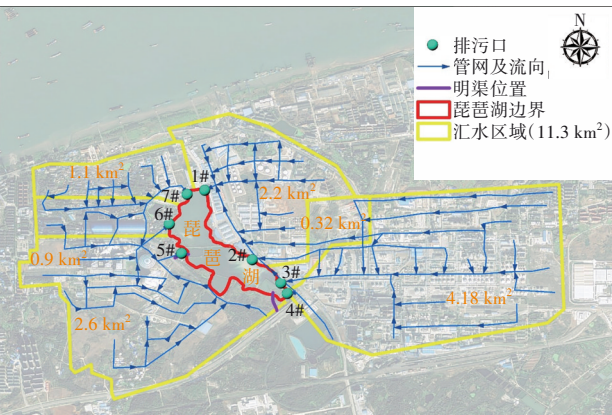 N
排污口
管网及流向
明渠位置
琵琶湖边界
汇水区域(11.3 km²)
1.1 km²
1#
7#
2.2 km²
6#
琵
0.32 km²
5#
琶
2#
0.9 km²
湖
3#
4#
4.18 km²
2.6 km²